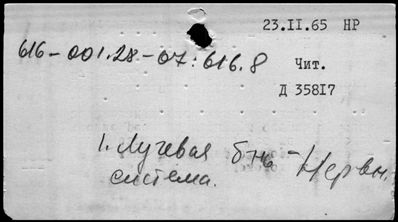 23.II.65 НР
616-001.28-07:616.8
Чит.
Д 35817
1. Лучевая б-нь - Нервн.
система.